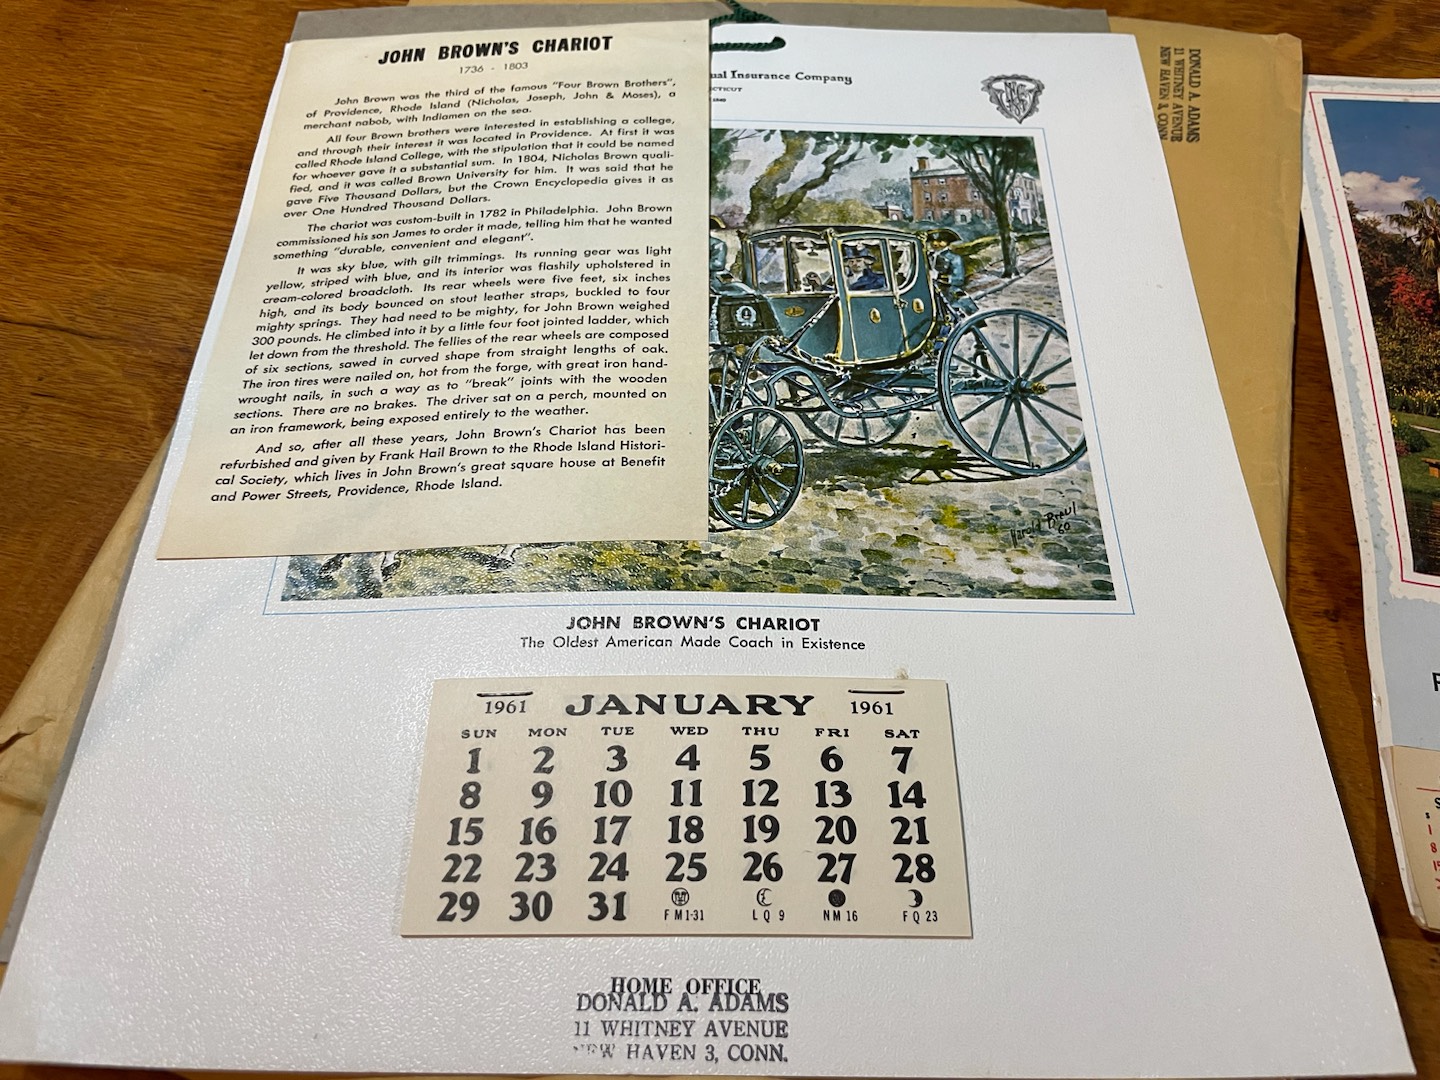 JOHN BROWN'S CHARIOT
1736 - 1803
John Brown was the third of the famous "Four Brown Brothers",
of Providence, Rhode Island (Nicholas, Joseph, John & Moses), a
merchant nabob, with Indiamen on the sea.
All four Brown brothers were interested in establishing a college,
and through their interest it was located in Providence. At first it was
called Rhode Island College, with the stipulation that it could be named
for whoever gave it a substantial sum. In 1804, Nicholas Brown quali-
fied, and it was called Brown University for him. It was said that he
gave Five Thousand Dollars, but the Crown Encyclopedia gives it as
over One Hundred Thousand Dollars.
The chariot was custom-built in 1782 in Philadelphia. John Brown
commissioned his son James to order it made, telling him that he wanted
something "durable, convenient and elegant".
It was sky blue, with gilt trimmings. Its running gear was light
yellow, striped with blue, and its interior was flashily upholstered in
cream-colored broadcloth. Its rear wheels were five feet, six inches
high, and its body bounced on stout leather straps, buckled to four
mighty springs. They had need to be mighty, for John Brown weighed
300 pounds. He climbed into it by a little four foot jointed ladder, which
let down from the threshold. The fellies of the rear wheels are composed
of six sections, sawed in curved shape from straight lengths of oak.
The iron tires were nailed on, hot from the forge, with great iron hand-
wrought nails, in such a way as to "break" joints with the wooden
sections. There are no brakes. The driver sat on a perch, mounted on
an iron framework, being exposed entirely to the weather.
And so, after all these years, John Brown's Chariot has been
refurbished and given by Frank Hail Brown to the Rhode Island Histori-
cal Society, which lives in John Brown's great square house at Benefit
and Power Streets, Providence, Rhode Island.
ual Insurance Company
ECTICUT
1840
DONALD A. ADAMS
11 WHITNEY AVENUE
NEW HAVEN 3, CONN.
Harold Breul
'60
JOHN BROWN'S CHARIOT
The Oldest American Made Coach in Existence
1961 JANUARY 1961
SUN MON TUE WED THU FRI SAT
1 2 3 4 5 6 7
8 9 10 11 12 13 14
15 16 17 18 19 20 21
22 23 24 25 26 27 28
29 30 31 FM 1-31 LQ 9 NM 16 FQ 23
HOME OFFICE
DONALD A. ADAMS
11 WHITNEY AVENUE
NEW HAVEN 3, CONN.